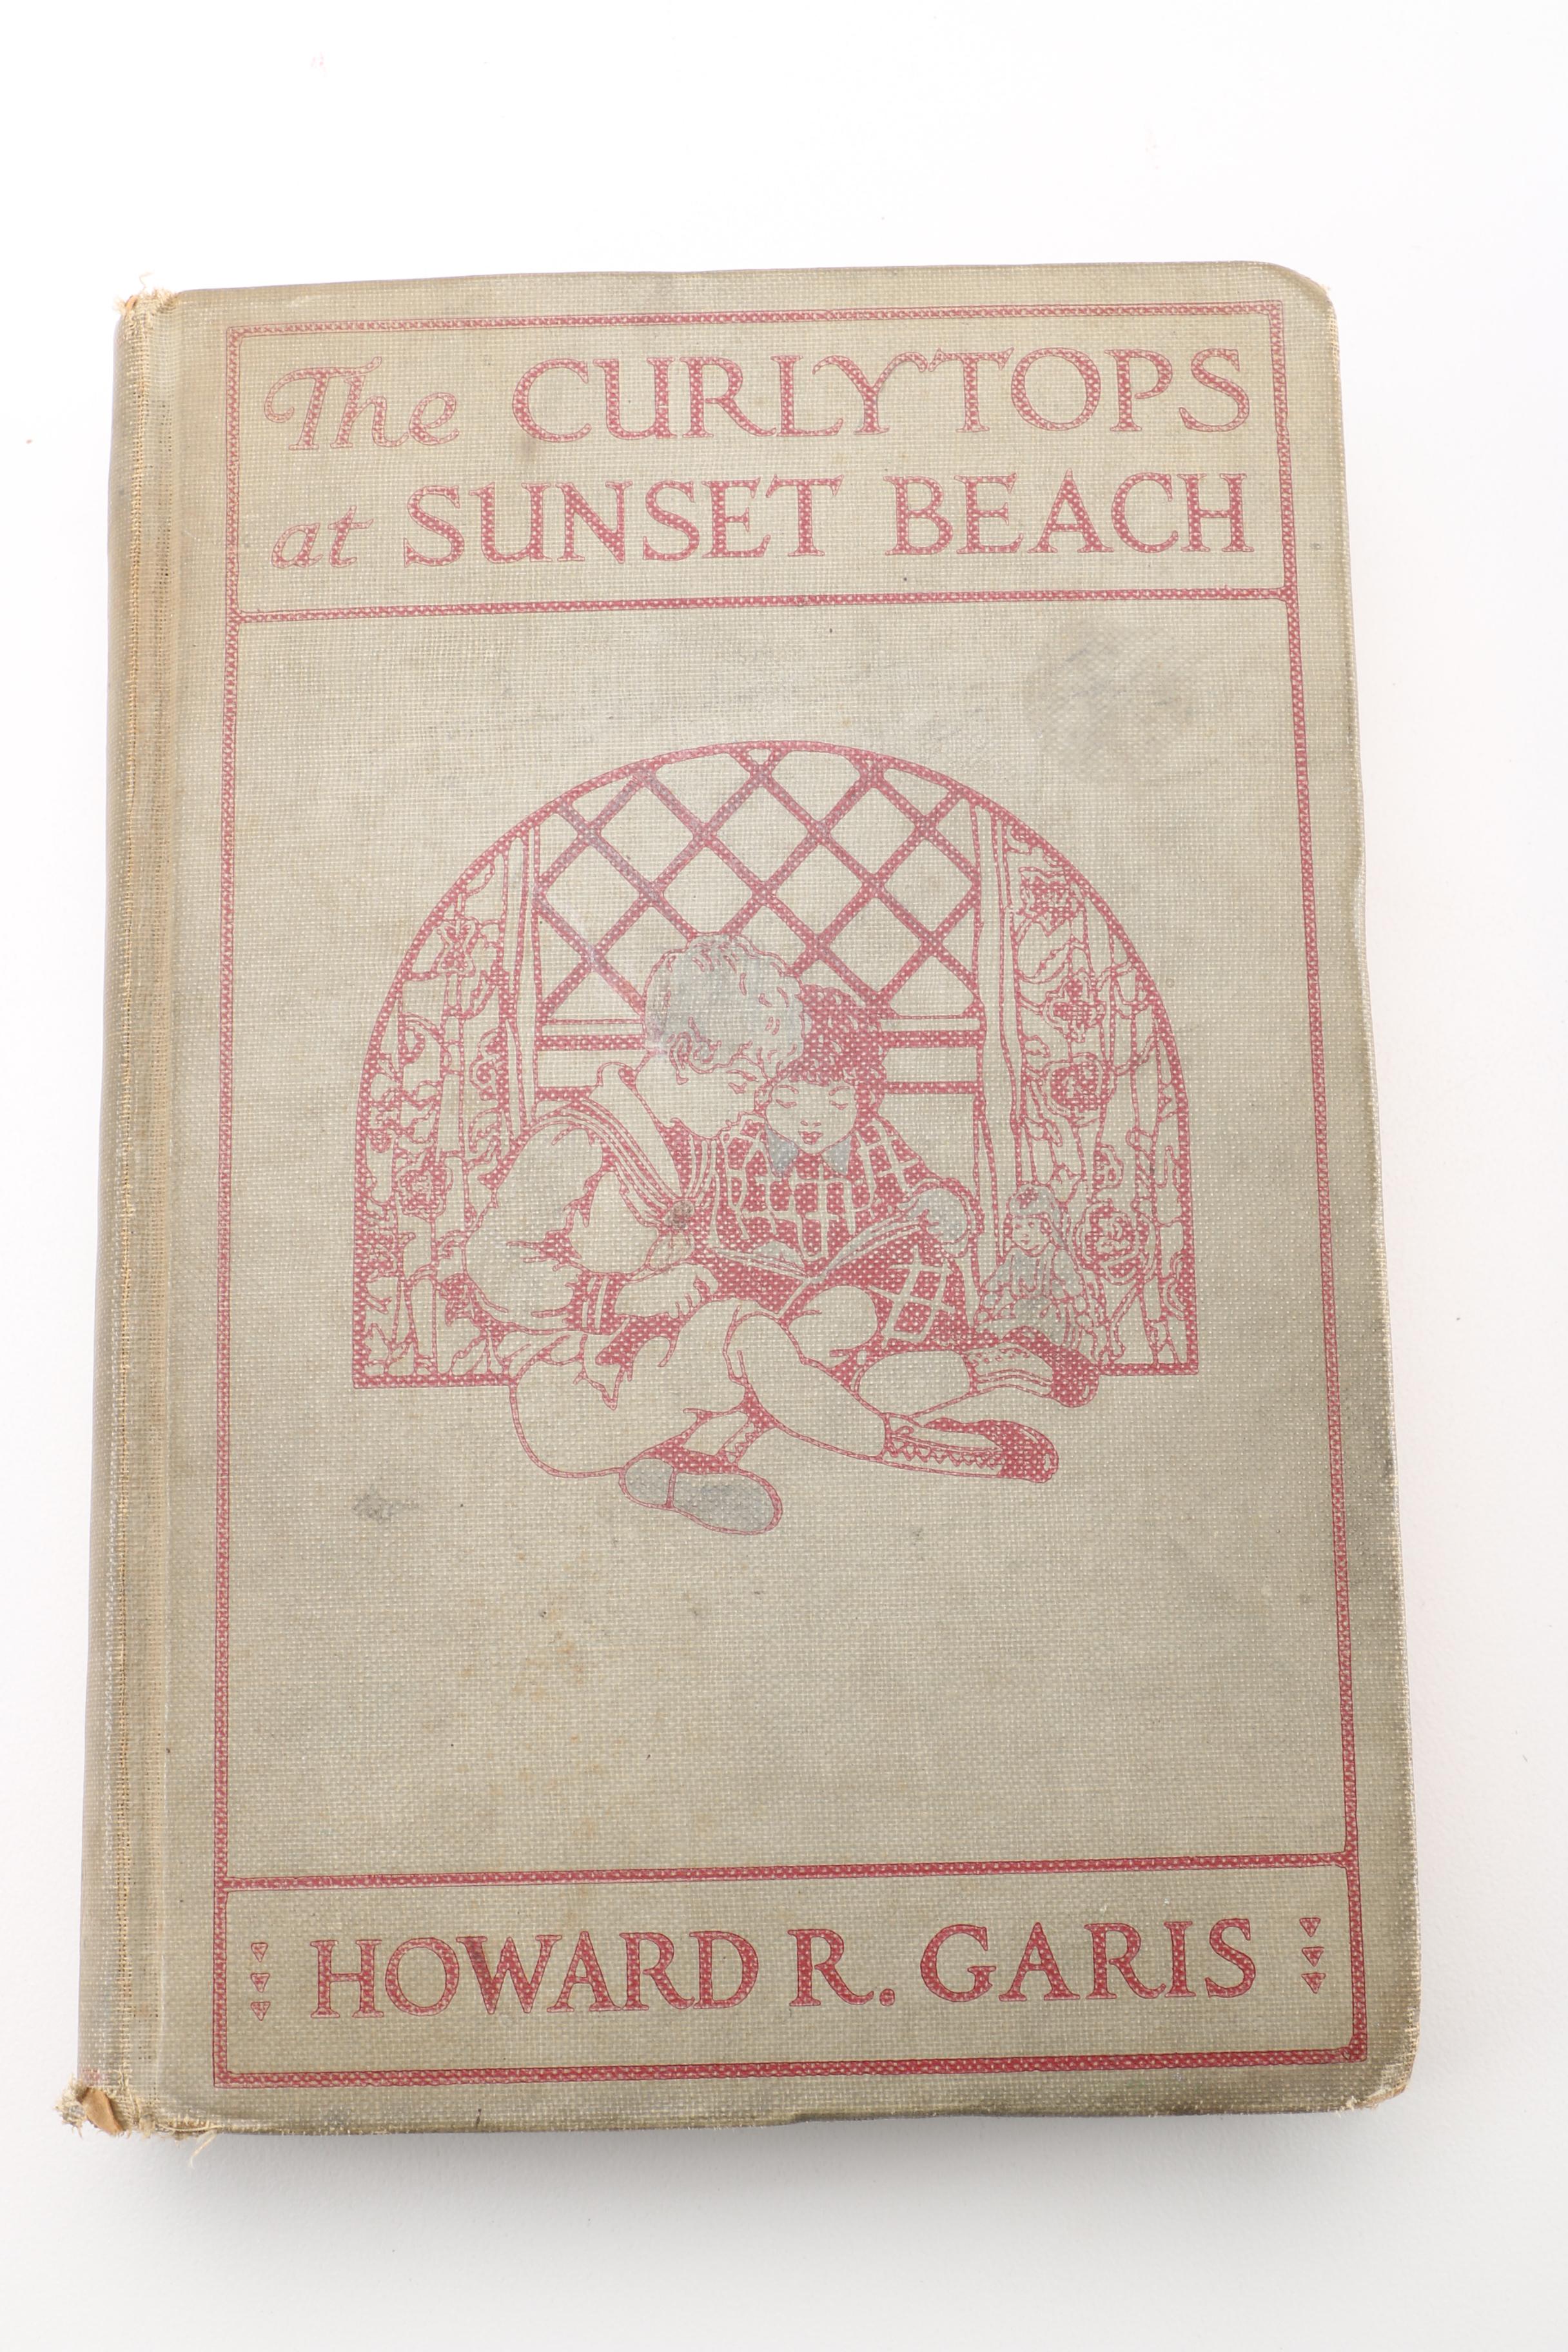 The CURLYTOPS
at SUNSET BEACH
HOWARD R. GARIS